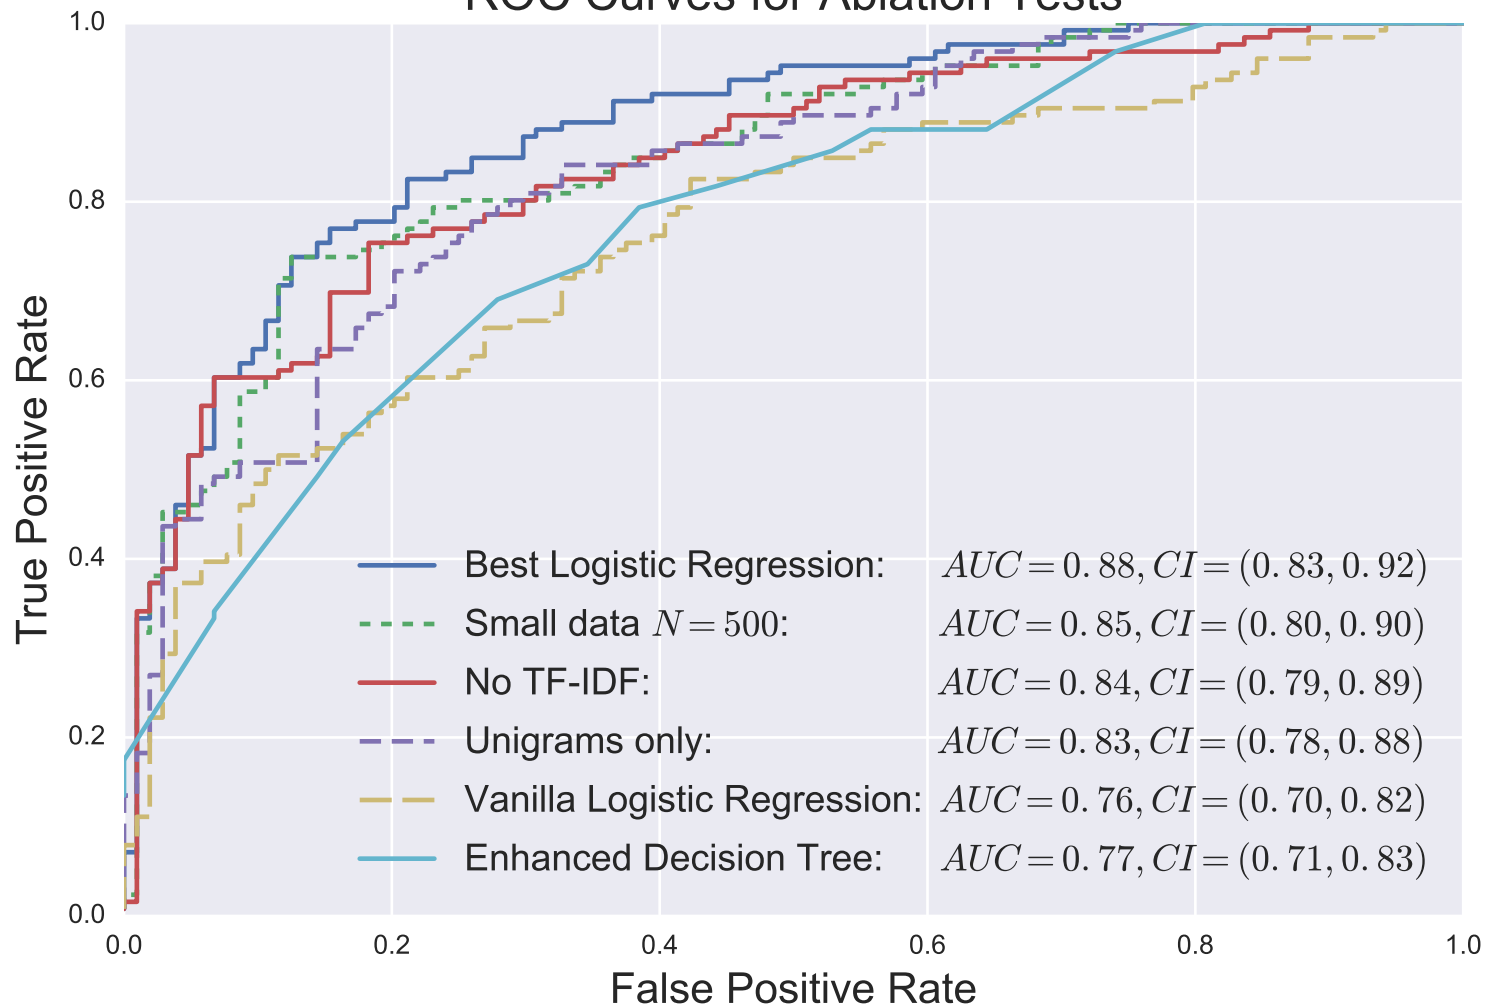 ROC Curves for Ablation Tests
1.0
0.8
0.6
0.4
0.2
0.0
True Positive Rate
Best Logistic Regression: AUC = 0.88, CI = (0.83, 0.92)
Small data N = 500: AUC = 0.85, CI = (0.80, 0.90)
No TF-IDF: AUC = 0.84, CI = (0.79, 0.89)
Unigrams only: AUC = 0.83, CI = (0.78, 0.88)
Vanilla Logistic Regression: AUC = 0.76, CI = (0.70, 0.82)
Enhanced Decision Tree: AUC = 0.77, CI = (0.71, 0.83)
0.0 0.2 0.4 0.6 0.8 1.0
False Positive Rate